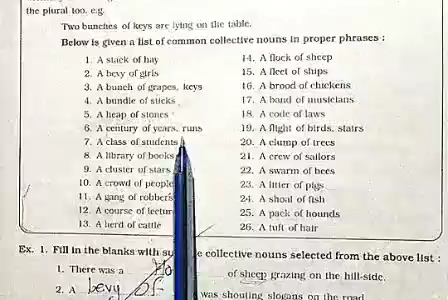 the plural too. e.g.
Two bunches of keys are lying on the table.
Below is given a list of common collective nouns in proper phrases :
1. A stack of hay
2. A bevy of girls
3. A bunch of grapes, keys
4. A bundle of sticks
5. A heap of stones
6. A century of years, runs
7. A class of students
8. A library of books
9. A cluster of stars
10. A crowd of people
11. A gang of robbers
12. A course of lectur
13. A herd of cattle
14. A flock of sheep
15. A fleet of ships
16. A brood of chickens
17. A band of musicians
18. A code of laws
19. A flight of birds, stairs
20. A clump of trees
21. A crew of sailors
22. A swarm of bees
23. A litter of pigs
24. A shoal of fish
25. A pack of hounds
26. A tuft of hair
Ex. 1. Fill in the blanks with su e collective nouns selected from the above list :
1. There was a of sheep grazing on the hill-side.
2. A bevy of was shouting slogans on the road